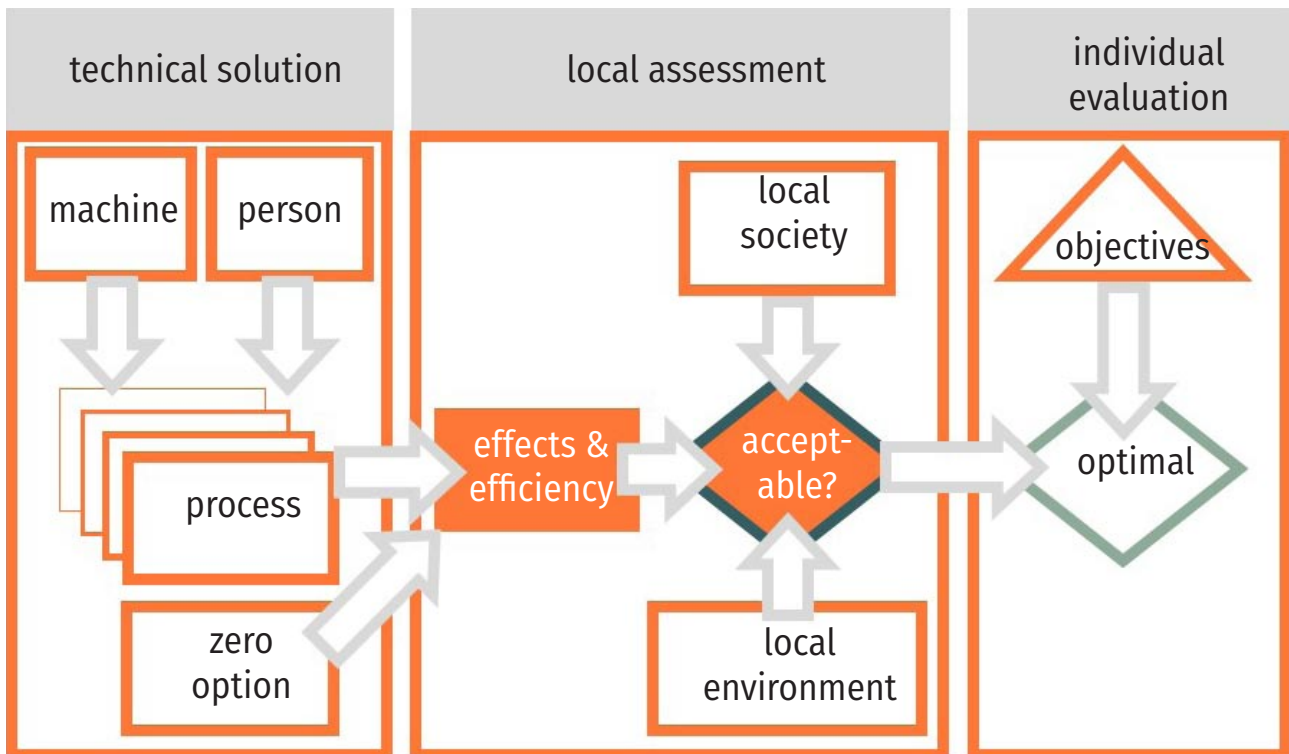 technical solution
local assessment
individual
evaluation
machine
person
process
zero
option
effects &
efficiency
local
society
accept-
able?
local
environment
objectives
optimal